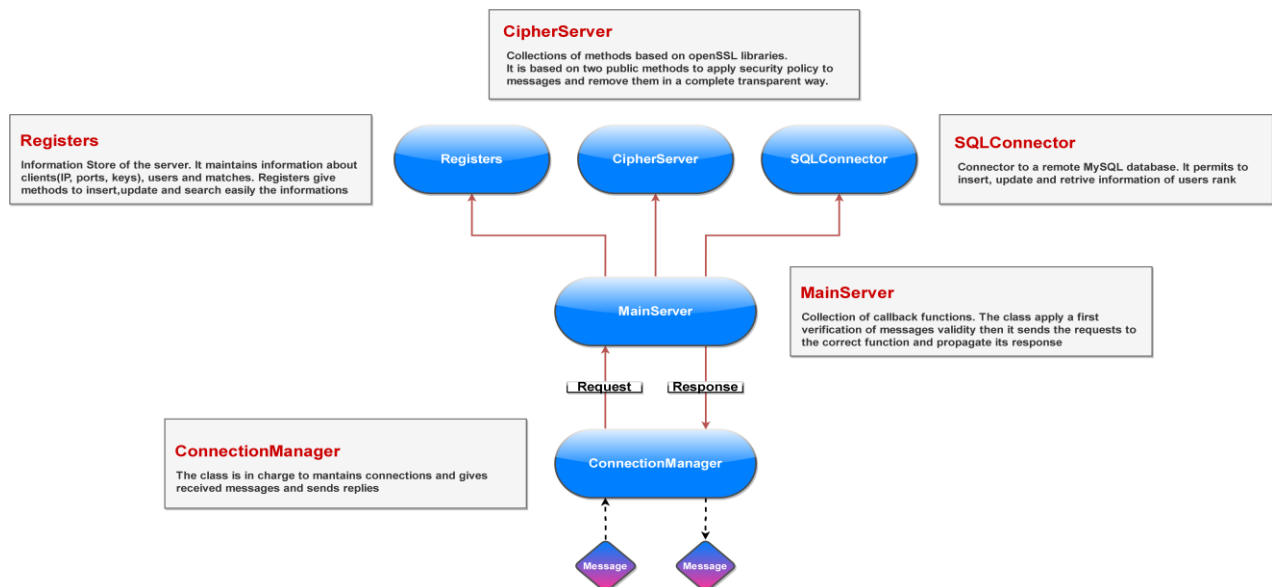 CipherServer
Collections of methods based on openSSL libraries.
It is based on two public methods to apply security policy to
messages and remove them in a complete transparent way.
Registers
Information Store of the server. It maintains information about
clients(IP, ports, keys), users and matches. Registers give
methods to insert,update and search easily the informations
Registers
CipherServer
SQLConnector
SQLConnector
Connector to a remote MySQL database. It permits to
insert, update and retrive information of users rank
MainServer
MainServer
Collection of callback functions. The class apply a first
verification of messages validity then it sends the requests to
the correct function and propagate its response
Request
Response
ConnectionManager
The class is in charge to mantains connections and gives
received messages and sends replies
ConnectionManager
Message
Message